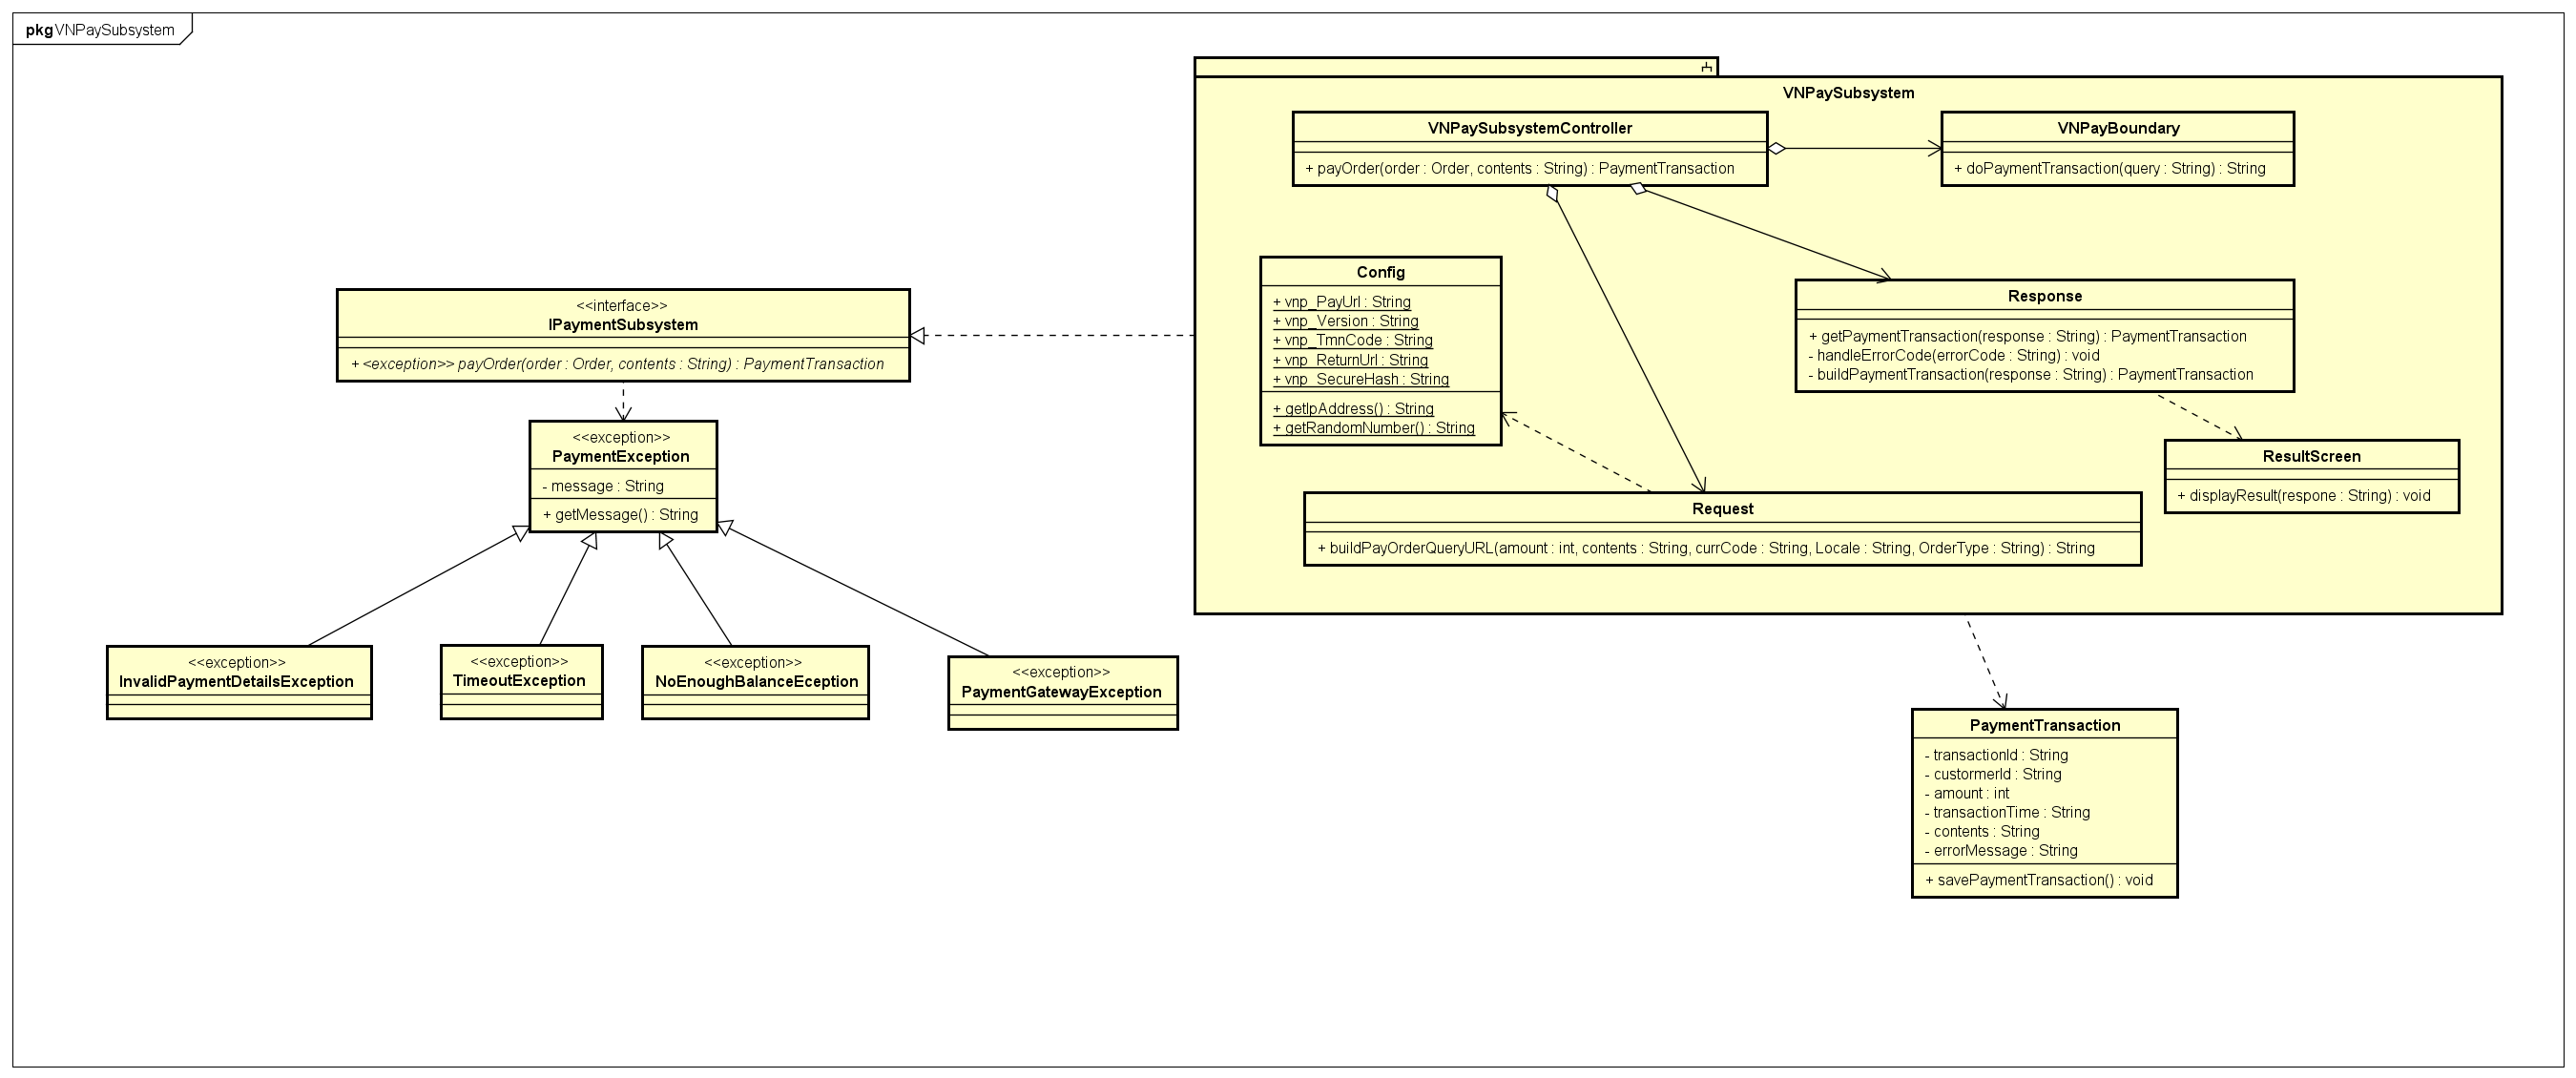 pkg VNPaySubsystem
VNPaySubsystem
VNPaySubsystemController
+ payOrder(order : Order, contents : String) : PaymentTransaction
VNPayBoundary
+ doPaymentTransaction(query : String) : String
Config
+ vnp_PayUrl : String
+ vnp_Version : String
+ vnp_TmnCode : String
+ vnp_ReturnUrl : String
+ vnp_SecureHash : String
+ getIpAddress() : String
+ getRandomNumber() : String
Response
+ getPaymentTransaction(response : String) : PaymentTransaction
- handleErrorCode(errorCode : String) : void
- buildPaymentTransaction(response : String) : PaymentTransaction
ResultScreen
+ displayResult(respone : String) : void
Request
+ buildPayOrderQueryURL(amount : int, contents : String, currCode : String, Locale : String, OrderType : String) : String
<<interface>>
IPaymentSubsystem
+ <exception>> payOrder(order : Order, contents : String) : PaymentTransaction
<<exception>>
PaymentException
- message : String
+ getMessage() : String
<<exception>>
InvalidPaymentDetailsException
<<exception>>
TimeoutException
<<exception>>
NoEnoughBalanceEception
<<exception>>
PaymentGatewayException
PaymentTransaction
- transactionId : String
- custormerId : String
- amount : int
- transactionTime : String
- contents : String
- errorMessage : String
+ savePaymentTransaction() : void